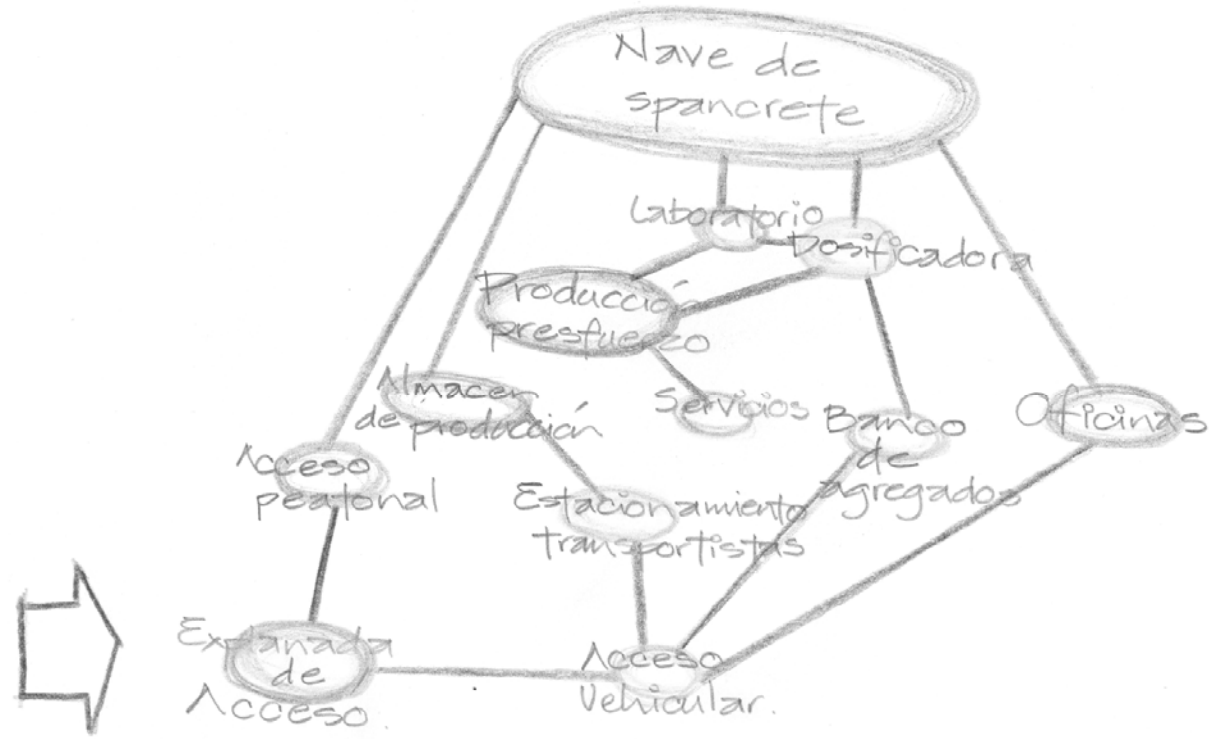 Nave de
spancrete
Laboratorio
Dosificadora
Producción
presfuerzo
Almacen
de producción
Servicios
Banco
de
agregados
Oficinas
Acceso
peatonal
Estacionamiento
transportistas
Explanada
de
Acceso.
Acceso
Vehicular.